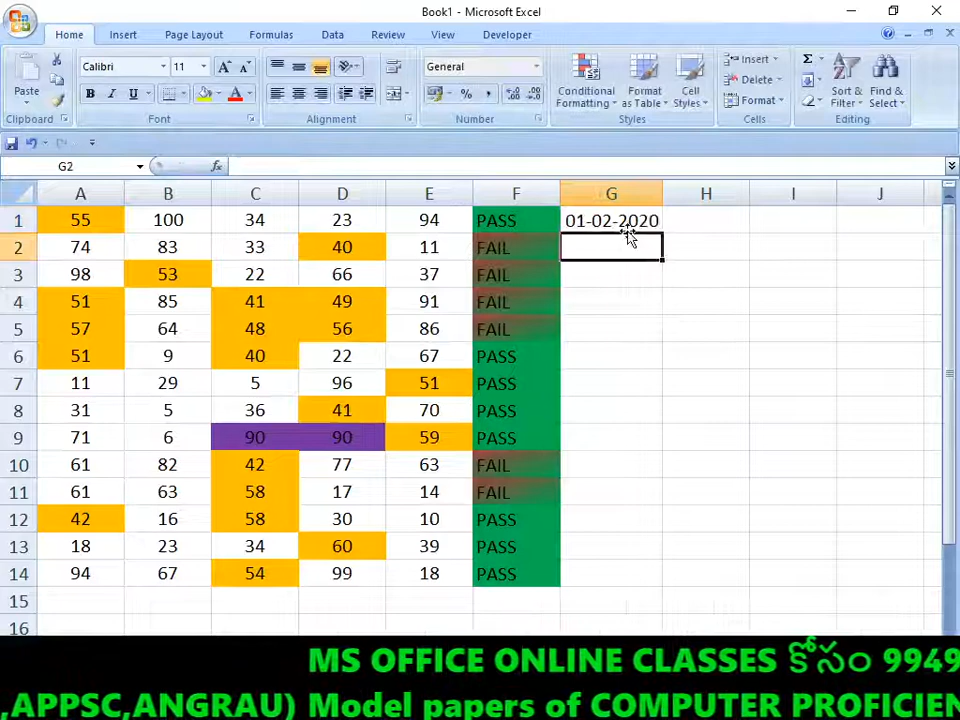 Book1 - Microsoft Excel
Home Insert Page Layout Formulas Data Review View Developer
Paste
Calibri 11 A A
B I U A
General
% , .0 .00 .00 .0
Conditional Formatting
Format as Table
Cell Styles
Insert
Delete
Format
Σ
Sort & Filter
Find & Select
Clipboard Font Alignment Number Styles Cells Editing
G2 fx
A B C D E F G H I J
1 55 100 34 23 94 PASS 01-02-2020
2 74 83 33 40 11 FAIL
3 98 53 22 66 37 FAIL
4 51 85 41 49 91 FAIL
5 57 64 48 56 86 FAIL
6 51 9 40 22 67 PASS
7 11 29 5 96 51 PASS
8 31 5 36 41 70 PASS
9 71 6 90 90 59 PASS
10 61 82 42 77 63 FAIL
11 61 63 58 17 14 FAIL
12 42 16 58 30 10 PASS
13 18 23 34 60 39 PASS
14 94 67 54 99 18 PASS
15
16
MS OFFICE ONLINE CLASSES కోసం 9949
,APPSC,ANGRAU) Model papers of COMPUTER PROFICIEN